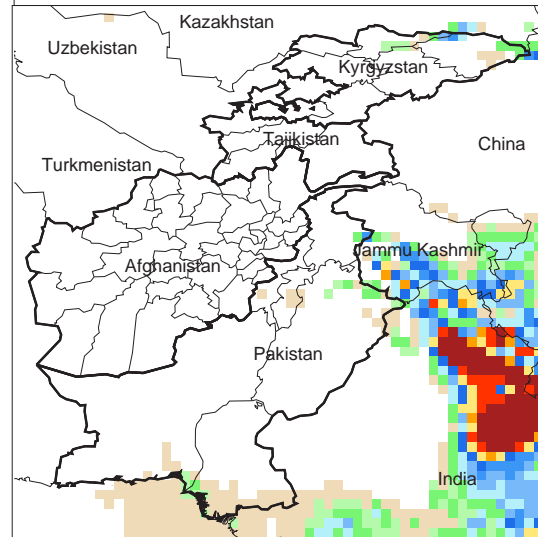 Kazakhstan
Uzbekistan
Kyrgyzstan
Tajikistan
China
Turkmenistan
Jammu Kashmir
Afghanistan
Pakistan
India